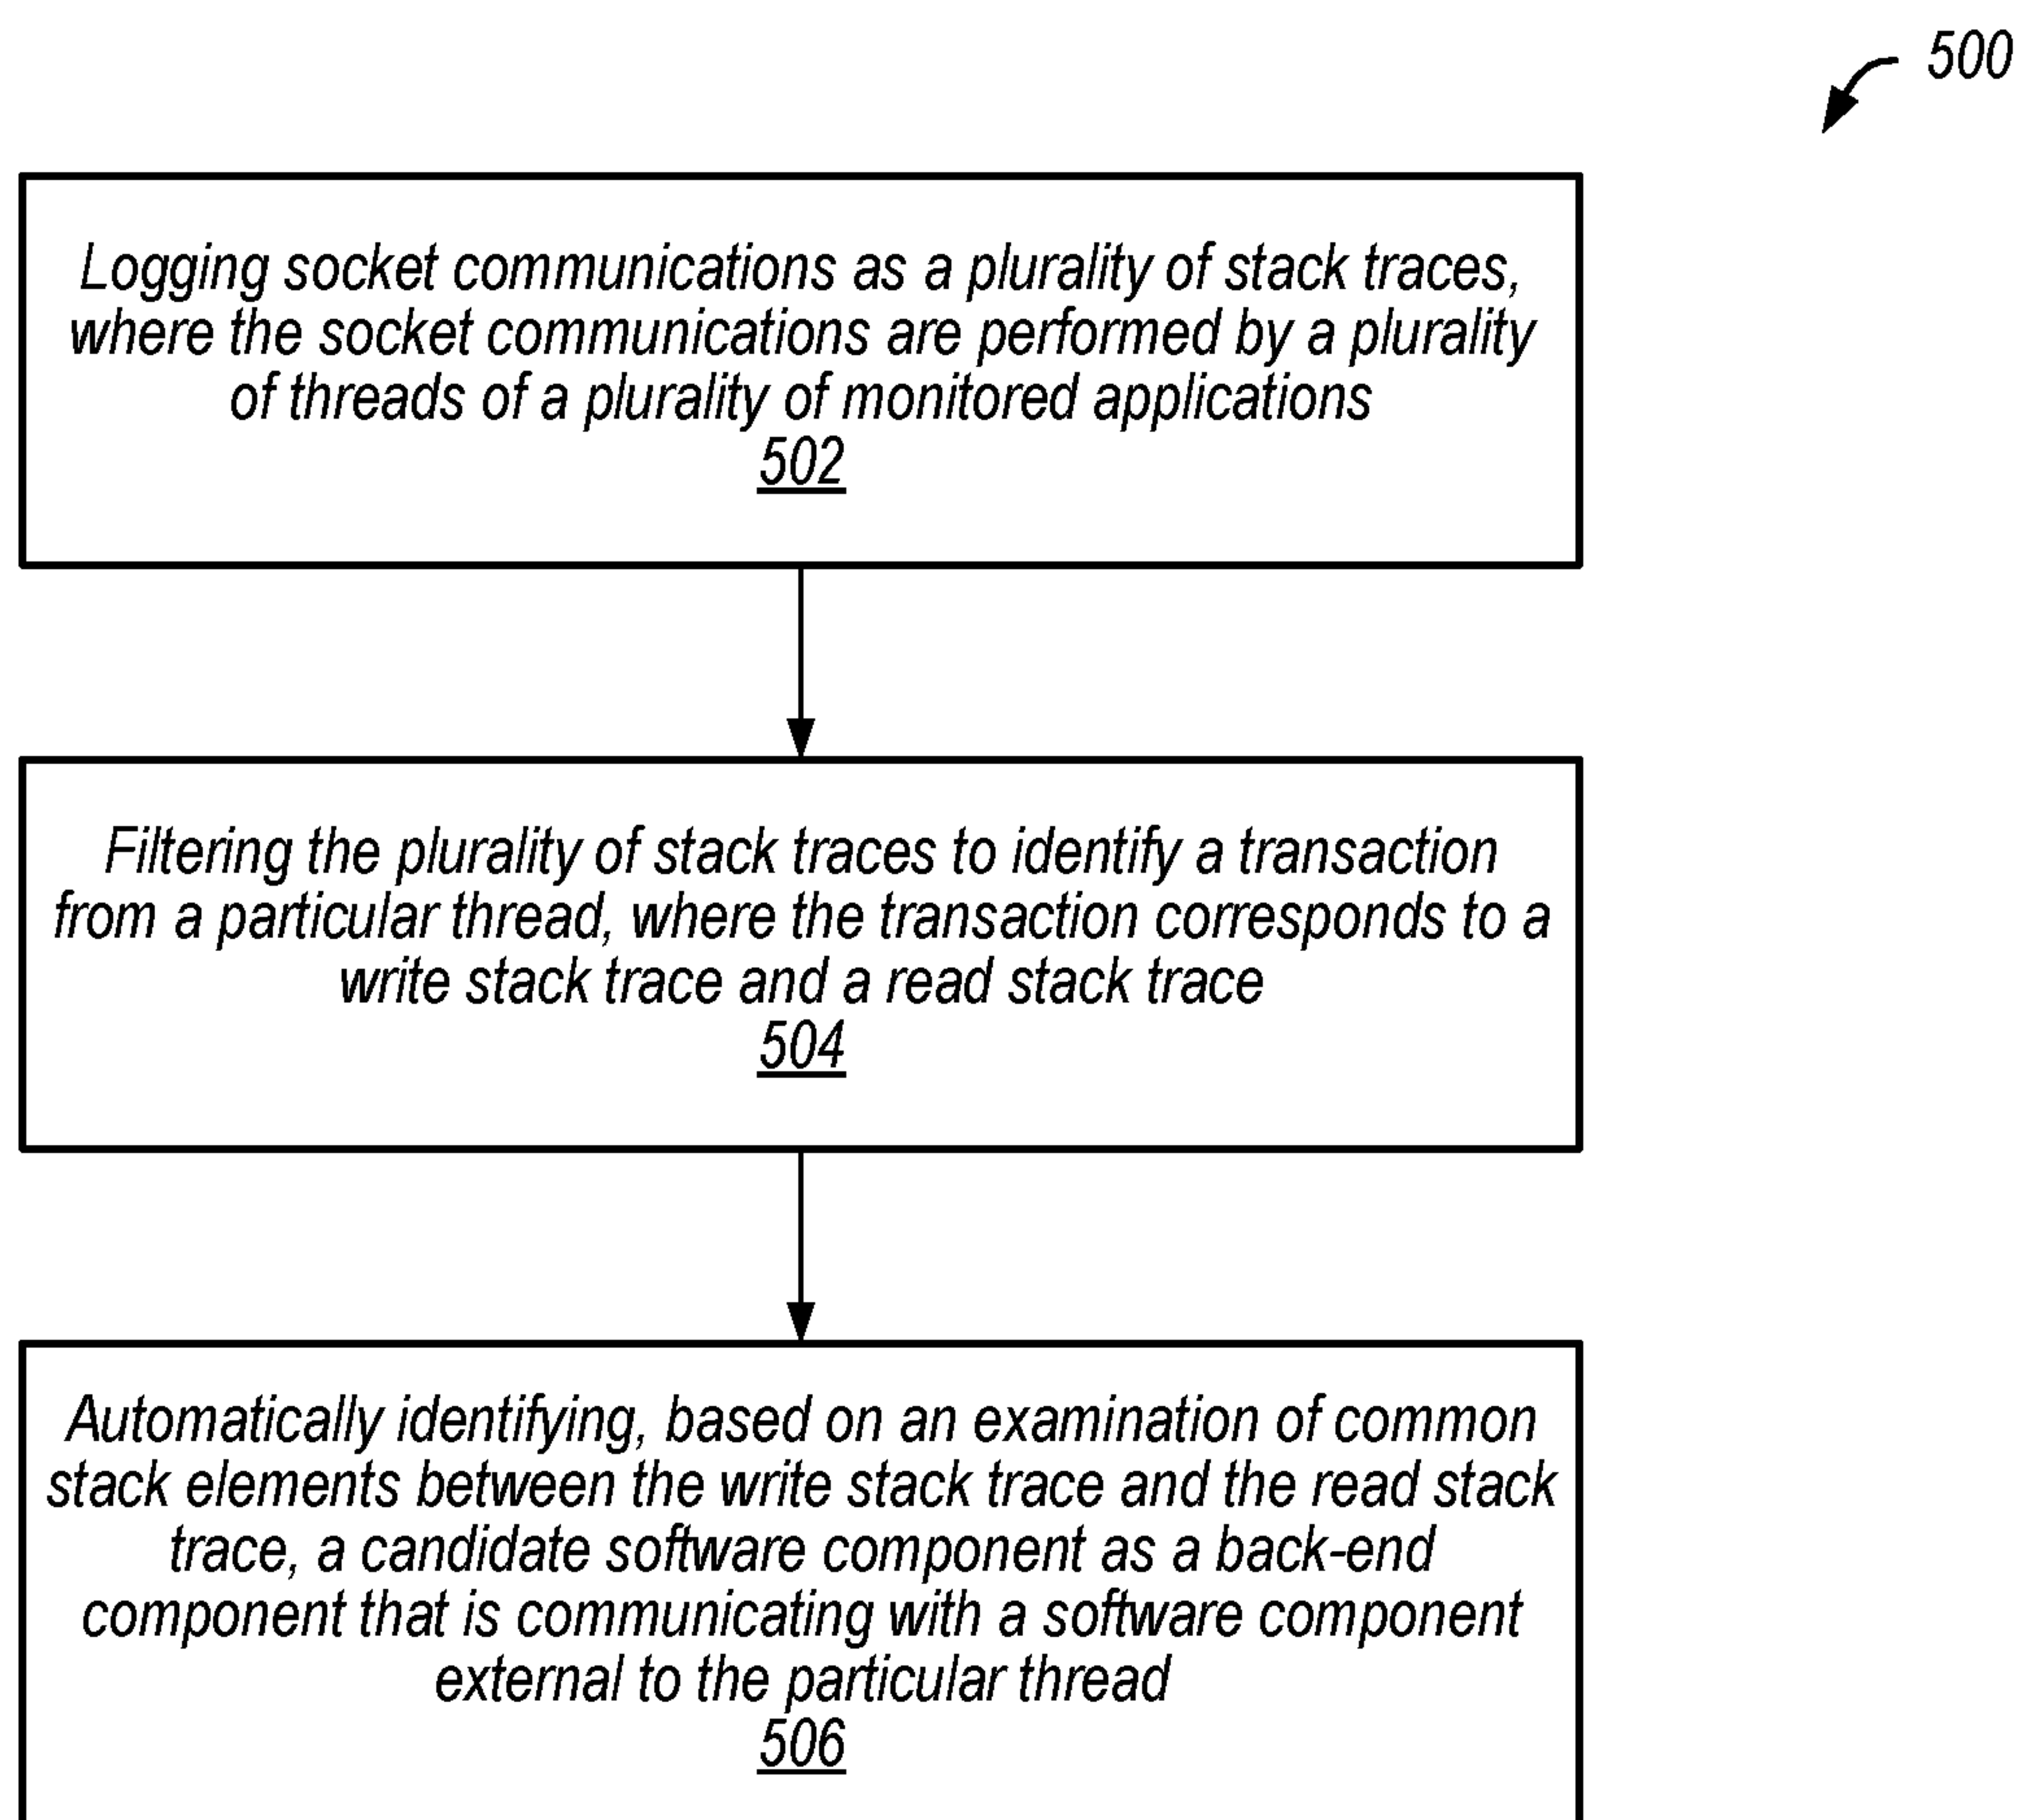 500
Logging socket communications as a plurality of stack traces,
where the socket communications are performed by a plurality
of threads of a plurality of monitored applications
502
Filtering the plurality of stack traces to identify a transaction
from a particular thread, where the transaction corresponds to a
write stack trace and a read stack trace
504
Automatically identifying, based on an examination of common
stack elements between the write stack trace and the read stack
trace, a candidate software component as a back-end
component that is communicating with a software component
external to the particular thread
506